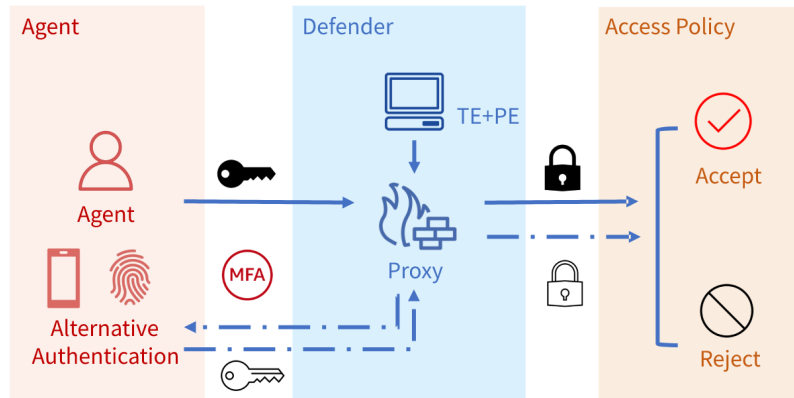 Agent
Defender
Access Policy
TE+PE
Agent
Accept
MFA
Proxy
Alternative
Authentication
Reject